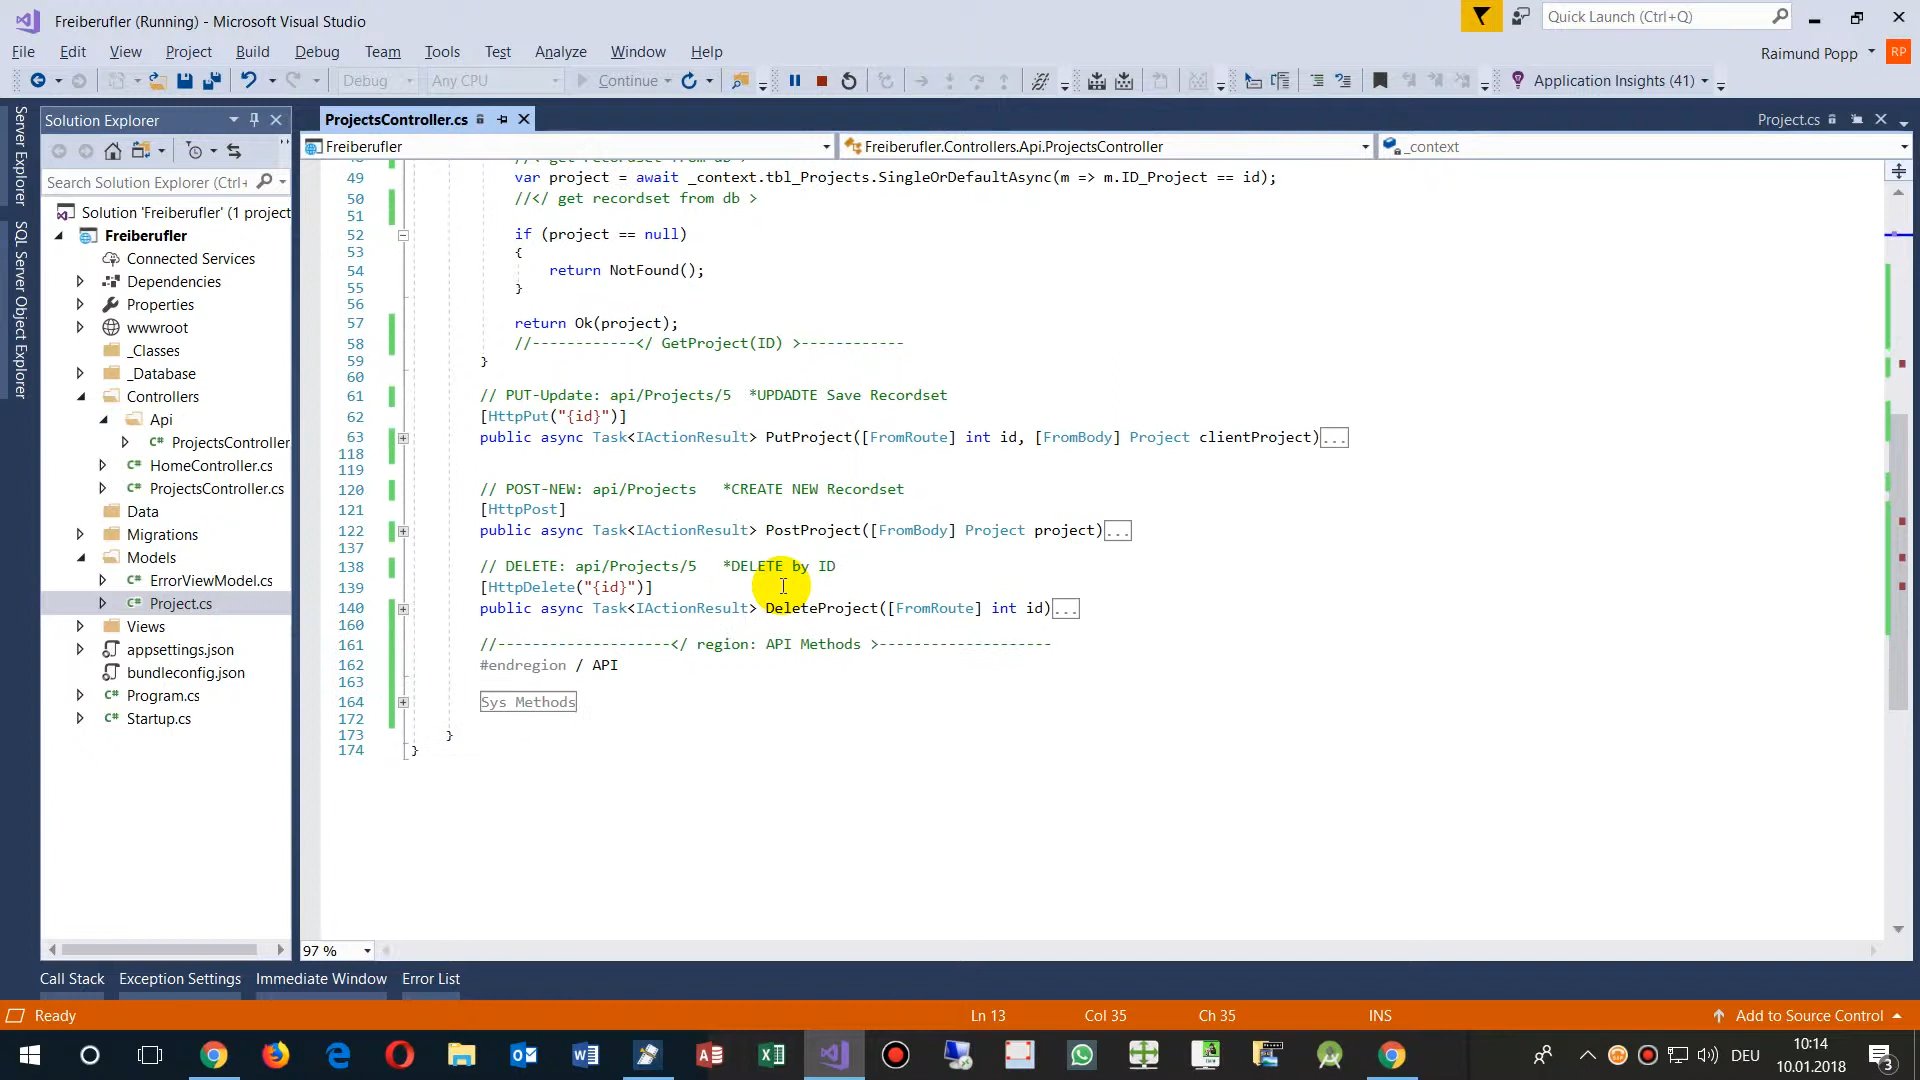 Freiberufler (Running) - Microsoft Visual Studio
Quick Launch (Ctrl+Q)
File Edit View Project Build Debug Team Tools Test Analyze Window Help
Raimund Popp RP
Debug Any CPU Continue Application Insights (41)
Server Explorer
SQL Server Object Explorer
Solution Explorer
Search Solution Explorer (Ctrl+
Solution 'Freiberufler' (1 project
Freiberufler
Connected Services
Dependencies
Properties
wwwroot
_Classes
_Database
Controllers
Api
ProjectsController
HomeController.cs
ProjectsController.cs
Data
Migrations
Models
ErrorViewModel.cs
Project.cs
Views
appsettings.json
bundleconfig.json
Program.cs
Startup.cs
ProjectsController.cs
Project.cs
Freiberufler
Freiberufler.Controllers.Api.ProjectsController
_context
49 var project = await _context.tbl_Projects.SingleOrDefaultAsync(m => m.ID_Project == id);
50 //</ get recordset from db >
51
52 if (project == null)
53 {
54 return NotFound();
55 }
56
57 return Ok(project);
58 //------------</ GetProject(ID) >------------
59 }
60
61 // PUT-Update: api/Projects/5  *UPDADTE Save Recordset
62 [HttpPut("{id}")]
63 public async Task<IActionResult> PutProject([FromRoute] int id, [FromBody] Project clientProject)...
118
119
120 // POST-NEW: api/Projects   *CREATE NEW Recordset
121 [HttpPost]
122 public async Task<IActionResult> PostProject([FromBody] Project project)...
137
138 // DELETE: api/Projects/5   *DELETE by ID
139 [HttpDelete("{id}")]
140 public async Task<IActionResult> DeleteProject([FromRoute] int id)...
160
161 //--------------------</ region: API Methods >--------------------
162 #endregion / API
163
164 Sys Methods
172
173 }
174 }
97 %
Call Stack Exception Settings Immediate Window Error List
Ready Ln 13 Col 35 Ch 35 INS Add to Source Control
DEU
10:14
10.01.2018
3